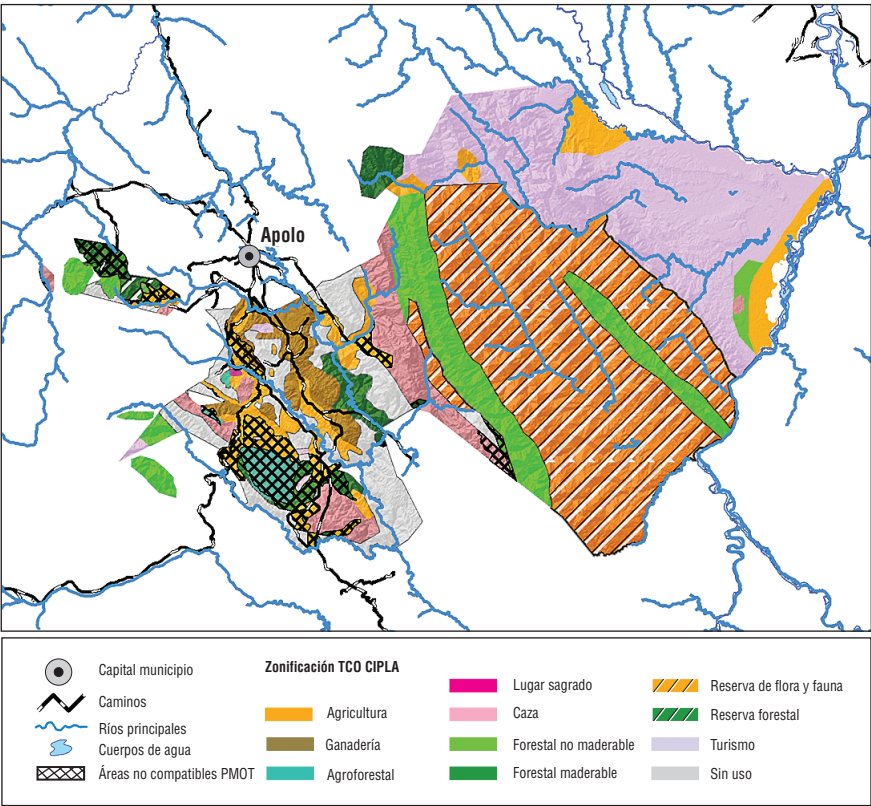 Apolo
Capital municipio
Caminos
Ríos principales
Cuerpos de agua
Áreas no compatibles PMOT
Zonificación TCO CIPLA
Agricultura
Ganadería
Agroforestal
Lugar sagrado
Caza
Forestal no maderable
Forestal maderable
Reserva de flora y fauna
Reserva forestal
Turismo
Sin uso